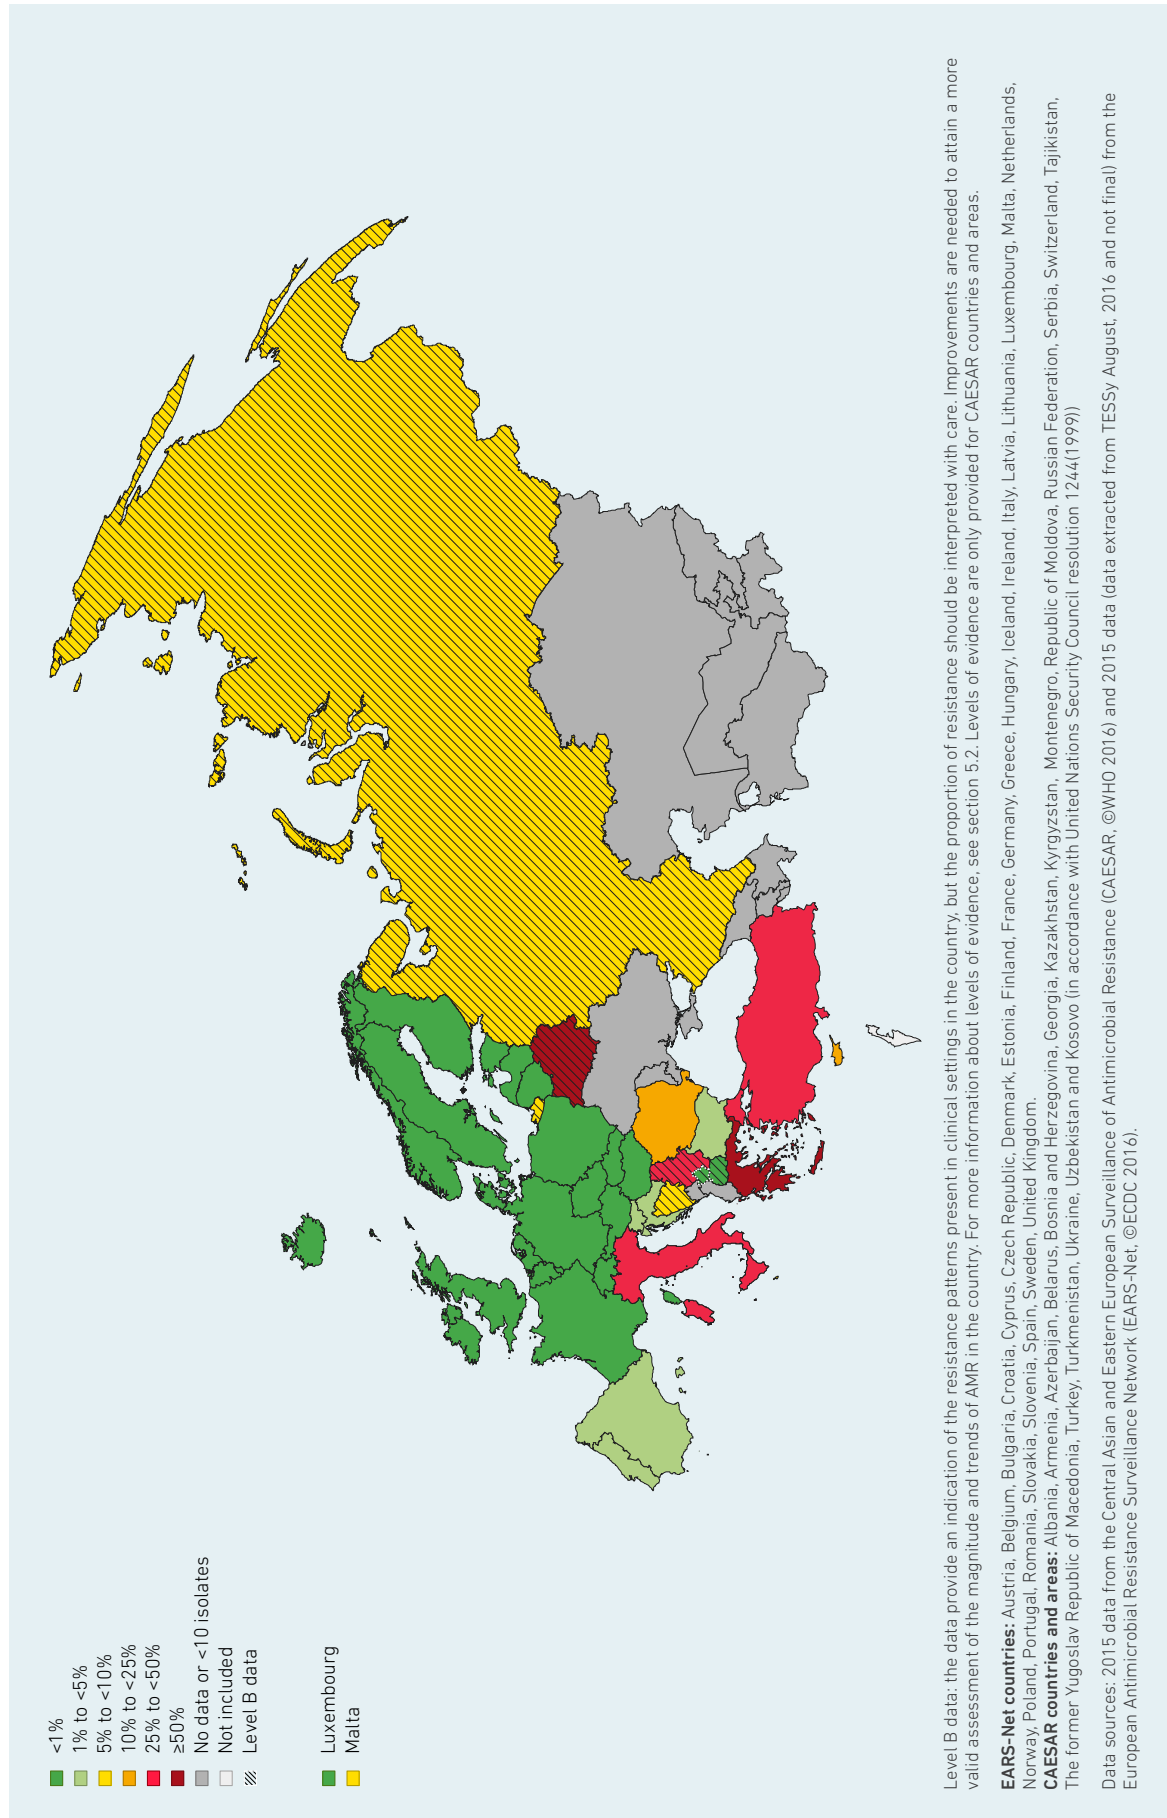 <1%
1% to <5%
5% to <10%
10% to <25%
25% to <50%
≥50%
No data or <10 isolates
Not included
Level B data
Luxembourg
Malta
Level B data: the data provide an indication of the resistance patterns present in clinical settings in the country, but the proportion of resistance should be interpreted with care. Improvements are needed to attain a more
valid assessment of the magnitude and trends of AMR in the country. For more information about levels of evidence, see section 5.2. Levels of evidence are only provided for CAESAR countries and areas.
EARS-Net countries: Austria, Belgium, Bulgaria, Croatia, Cyprus, Czech Republic, Denmark, Estonia, Finland, France, Germany, Greece, Hungary, Iceland, Ireland, Italy, Latvia, Lithuania, Luxembourg, Malta, Netherlands,
Norway, Poland, Portugal, Romania, Slovakia, Slovenia, Spain, Sweden, United Kingdom.
CAESAR countries and areas: Albania, Armenia, Azerbaijan, Belarus, Bosnia and Herzegovina, Georgia, Kazakhstan, Kyrgyzstan, Montenegro, Republic of Moldova, Russian Federation, Serbia, Switzerland, Tajikistan,
The former Yugoslav Republic of Macedonia, Turkey, Turkmenistan, Ukraine, Uzbekistan and Kosovo (in accordance with United Nations Security Council resolution 1244(1999))
Data sources: 2015 data from the Central Asian and Eastern European Surveillance of Antimicrobial Resistance (CAESAR, ©WHO 2016) and 2015 data (data extracted from TESSy August, 2016 and not final) from the
European Antimicrobial Resistance Surveillance Network (EARS-Net, ©ECDC 2016).